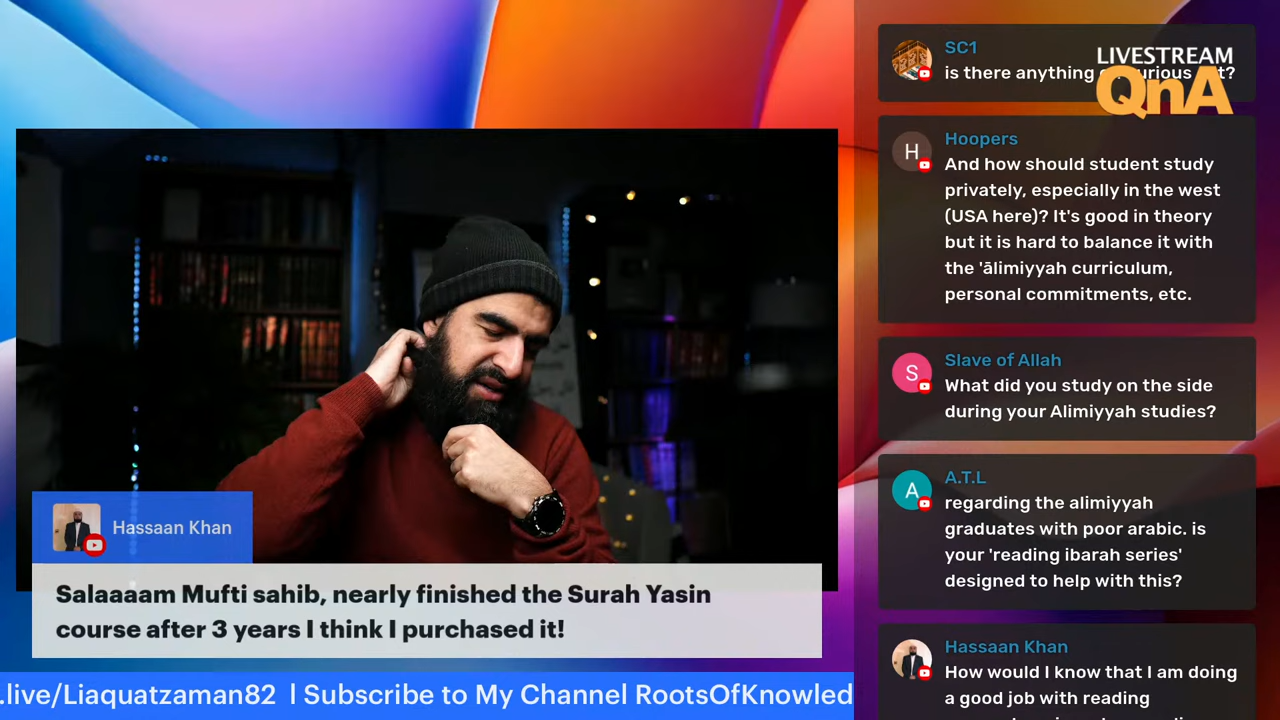 Hassaan Khan
Salaaaam Mufti sahib, nearly finished the Surah Yasin
course after 3 years I think I purchased it!
.live/Liaquatzaman82 | Subscribe to My Channel RootsOfKnowled
LIVESTREAM
QnA
SC1
is there anything
H
Hoopers
And how should student study
privately, especially in the west
(USA here)? It's good in theory
but it is hard to balance it with
the 'ālimiyyah curriculum,
personal commitments, etc.
S
Slave of Allah
What did you study on the side
during your Alimiyyah studies?
A
A.T.L
regarding the alimiyyah
graduates with poor arabic. is
your 'reading ibarah series'
designed to help with this?
Hassaan Khan
How would I know that I am doing
a good job with reading